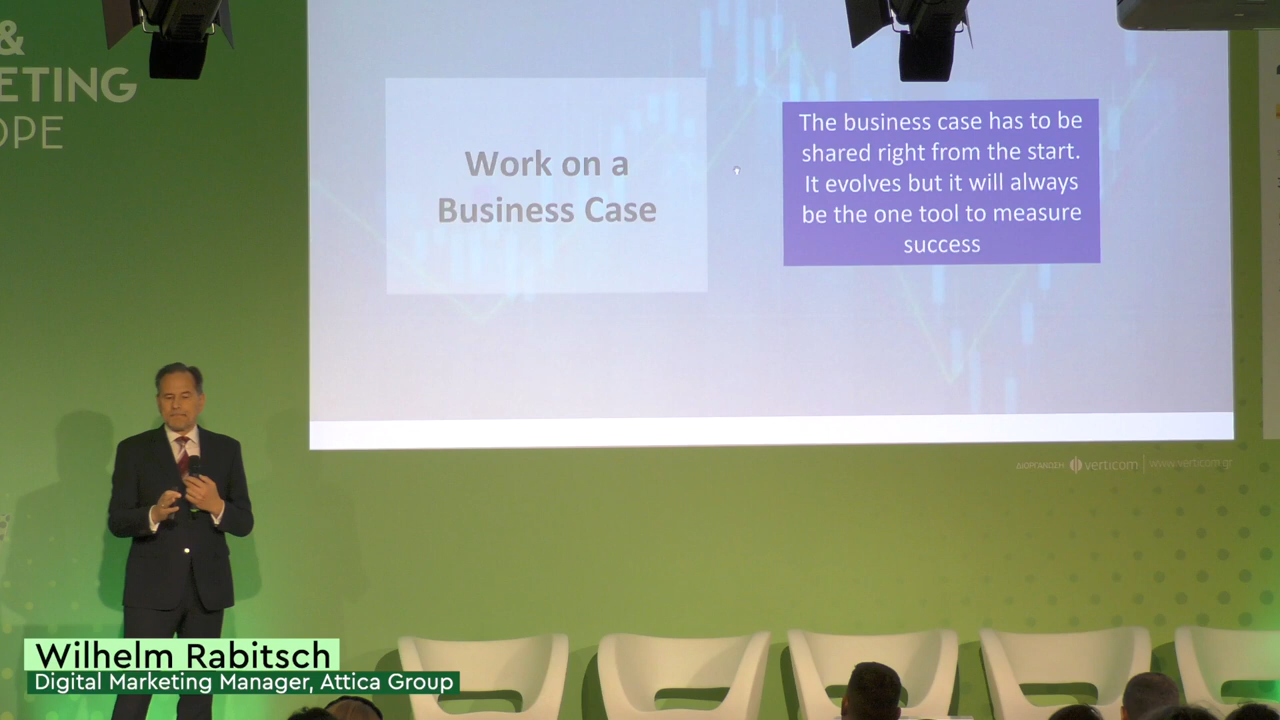 &
ETING
OPE
Work on a
Business Case
The business case has to be
shared right from the start.
It evolves but it will always
be the one tool to measure
success
ΔΙΟΡΓΑΝΩΣΗ verticom | www.verticom.gr
Wilhelm Rabitsch
Digital Marketing Manager, Attica Group